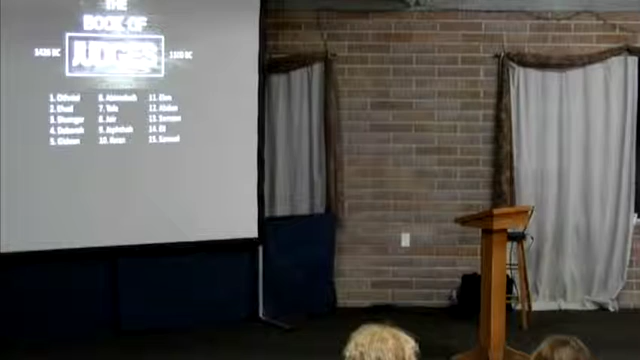 THE
BOOK OF
JUDGES
1. Othniel 6. Abimelech 11. Elon
2. Ehud 7. Tola 12. Abdon
3. Shamgar 8. Jair 13. Samson
4. Deborah 9. Jephthah 14. Eli
5. Gideon 10. Ibzan 15. Samuel